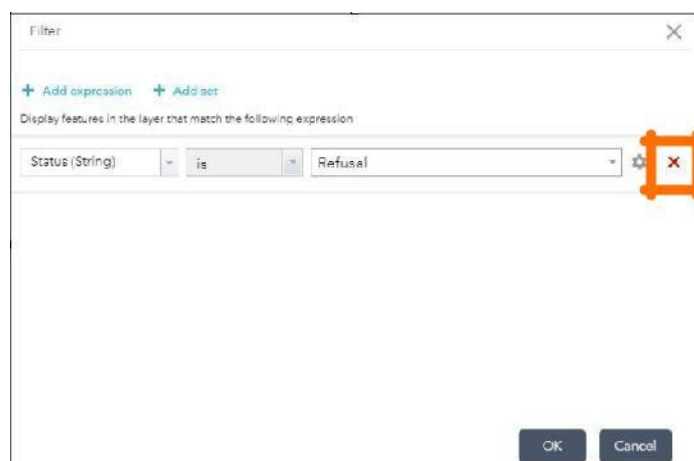 Filter
+ Add expression + Add set
Display features in the layer that match the following expression
Status (String) is Refusal
OK Cancel